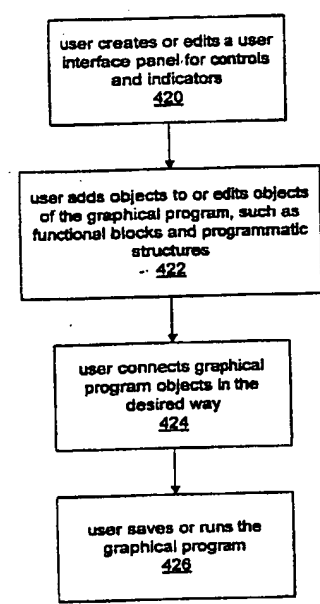 user creates or edits a user
interface panel for controls
and indicators
420
user adds objects to or edits objects
of the graphical program, such as
functional blocks and programmatic
structures
422
user connects graphical
program objects in the
desired way
424
user saves or runs the
graphical program
426